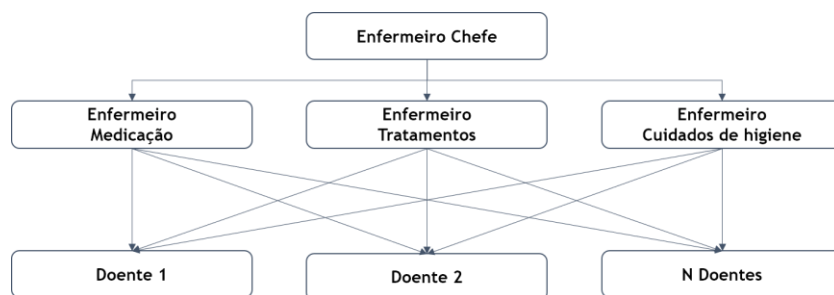 Enfermeiro Chefe
Enfermeiro
Medicação
Enfermeiro
Tratamentos
Enfermeiro
Cuidados de higiene
Doente 1
Doente 2
N Doentes